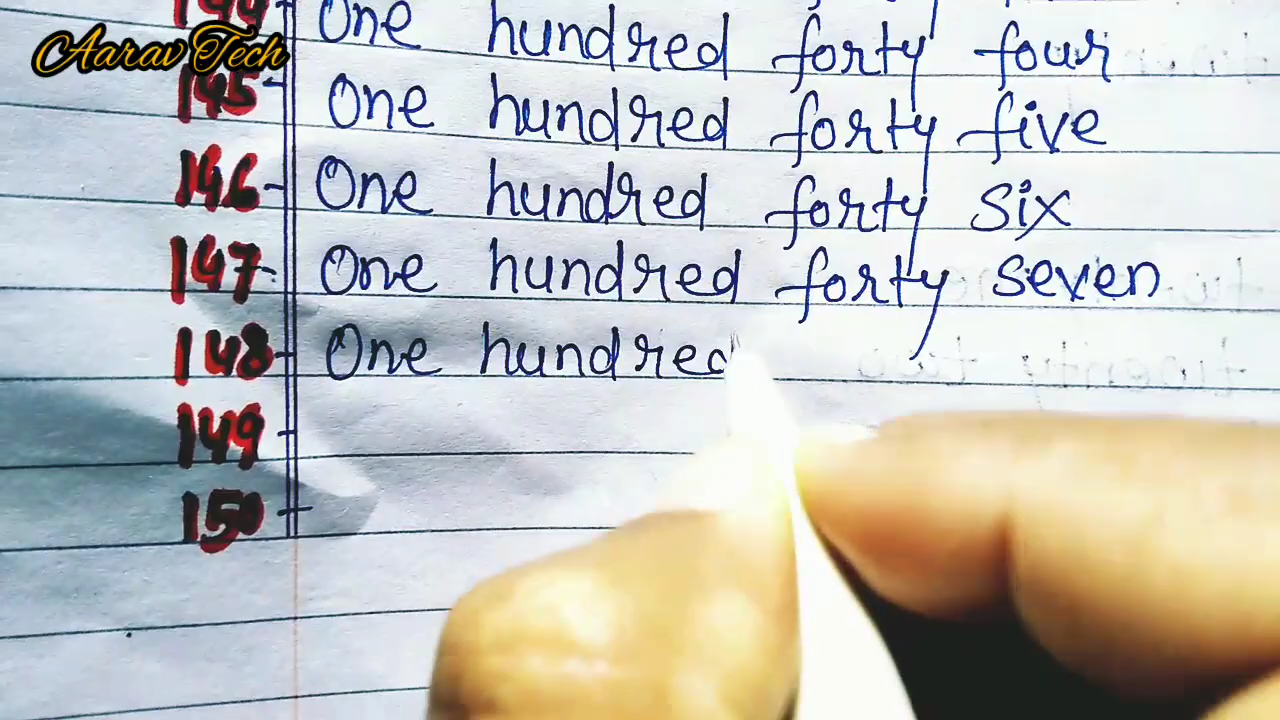 Aarav Tech
144- One hundred forty four
145- One hundred forty five
146- One hundred forty six
147- One hundred forty seven
148- One hundred
149-
150-